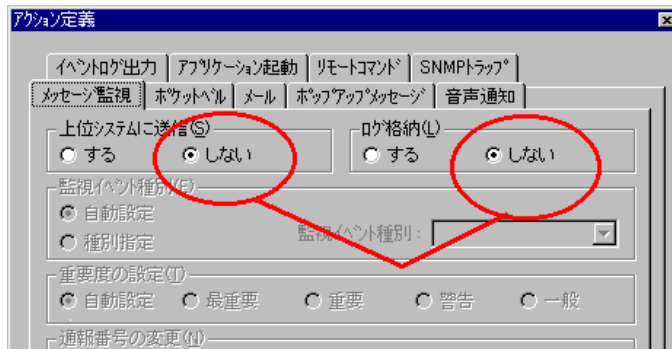 アクション定義
イベントログ出力 アプリケーション起動 リモートコマンド SNMPトラップ
メッセージ監視 ポケットベル メール ポップアップメッセージ 音声通知
上位システムに送信(S) ログ格納(L)
する しない する しない
監視イベント種別(E)
自動設定
種別指定 監視イベント種別:
重要度の設定(T)
自動設定 最重要 重要 警告 一般
通報番号の変更(N)